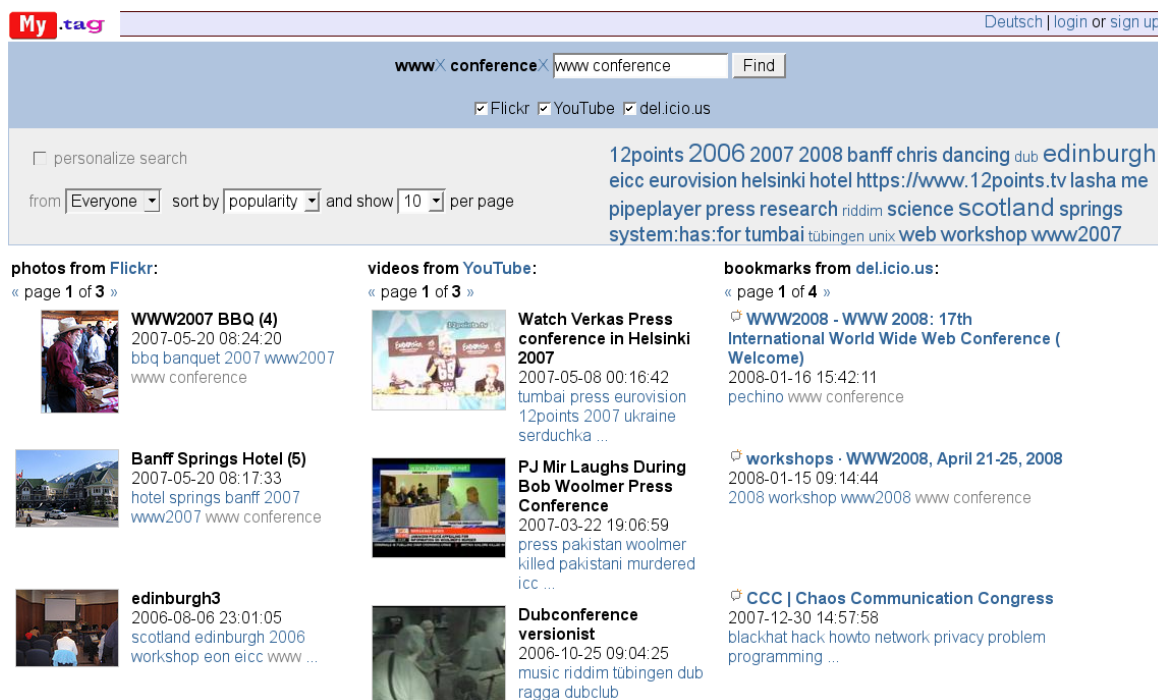 My.tag
Deutsch | login or sign up
wwwX conferenceX www conference Find
Flickr YouTube del.icio.us
personalize search
from Everyone sort by popularity and show 10 per page
12points 2006 2007 2008 banff chris dancing dub edinburgh
eicc eurovision helsinki hotel https://www.12points.tv lasha me
pipeplayer press research riddim science scotland springs
system:has:for tumbai tübingen unix web workshop www2007
photos from Flickr:
« page 1 of 3 »
WWW2007 BBQ (4)
2007-05-20 08:24:20
bbq banquet 2007 www2007
www conference
Banff Springs Hotel (5)
2007-05-20 08:17:33
hotel springs banff 2007
www2007 www conference
edinburgh3
2006-08-06 23:01:05
scotland edinburgh 2006
workshop eon eicc www ...
videos from YouTube:
« page 1 of 3 »
12points.tv
Watch Verkas Press
conference in Helsinki
2007
2007-05-08 00:16:42
tumbai press eurovision
12points 2007 ukraine
serduchka ...
PJ Mir Laughs During
Bob Woolmer Press
Conference
2007-03-22 19:06:59
press pakistan woolmer
killed pakistani murdered
icc ...
Dubconference
versionist
2006-10-25 09:04:25
music riddim tübingen dub
ragga dubclub
bookmarks from del.icio.us:
« page 1 of 4 »
WWW2008 - WWW 2008: 17th
International World Wide Web Conference (
Welcome)
2008-01-16 15:42:11
pechino www conference
workshops · WWW2008, April 21-25, 2008
2008-01-15 09:14:44
2008 workshop www2008 www conference
CCC | Chaos Communication Congress
2007-12-30 14:57:58
blackhat hack howto network privacy problem
programming ...